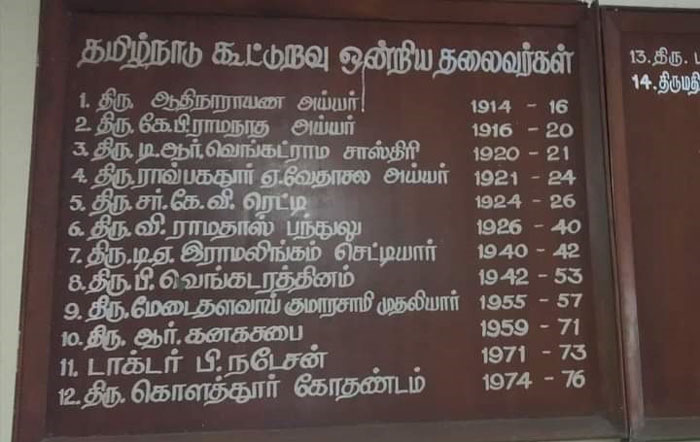 தமிழ்நாடு கூட்டுறவு ஒன்றிய தலைவர்கள்
1. திரு. ஆதிநாராயண அய்யர் 1914 - 16
2. திரு. கே.பி.ராமநாத அய்யர் 1916 - 20
3. திரு. டி.ஆர்.வெங்கட்ராம சாஸ்திரி 1920 - 21
4. திரு.ராவ்பகதூர் ஏ.வேதாசல அய்யர் 1921 - 24
5. திரு. சர். கே. வி. ரெட்டி 1924 - 26
6. திரு. வி. ராமதாஸ் பந்துலு 1926 - 40
7. திரு.டி.ஏ. இராமலிங்கம் செட்டியார் 1940 - 42
8. திரு. பி. வெங்கடரத்தினம் 1942 - 53
9. திரு.மேடைதளவாய் குமாரசாமி முதலியார் 1955 - 57
10. திரு. ஆர். கனகசபை 1959 - 71
11. டாக்டர் பி. நடேசன் 1971 - 73
12. திரு. கொளத்தூர் கோதண்டம் 1974 - 76
13. திரு.
14. திருமதி